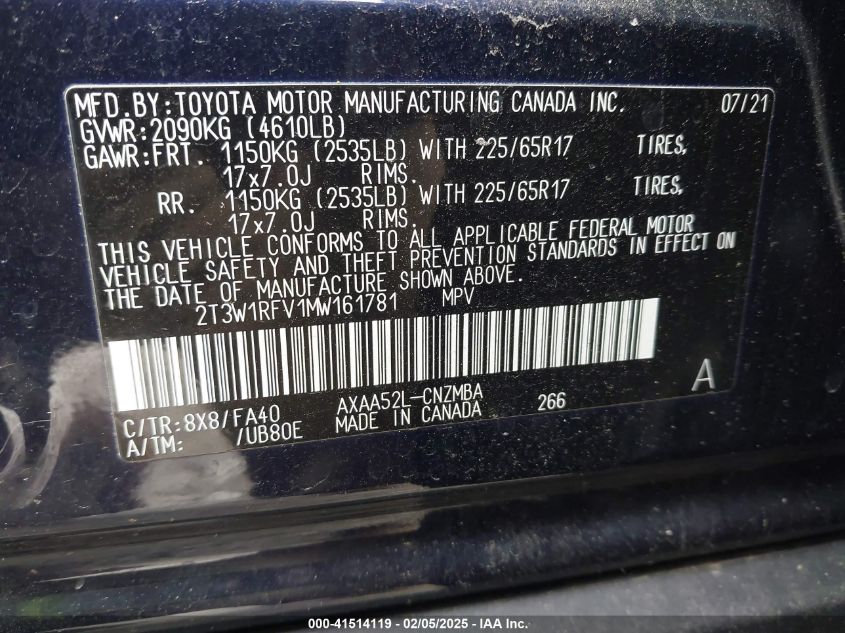 MFD.BY:TOYOTA MOTOR MANUFACTURING CANADA INC. 07/21
GVWR:2090KG (4610LB)
GAWR:FRT. 1150KG (2535LB) WITH 225/65R17 TIRES,
17x7.0J RIMS.
RR. 1150KG (2535LB) WITH 225/65R17 TIRES,
17x7.0J RIMS.
THIS VEHICLE CONFORMS TO ALL APPLICABLE FEDERAL MOTOR
VEHICLE SAFETY AND THEFT PREVENTION STANDARDS IN EFFECT ON
THE DATE OF MANUFACTURE SHOWN ABOVE.
2T3W1RFV1MW161781 MPV
A
C/TR:8X8/FA40 AXAA52L-CNZMBA 266
A/TM: /UB80E MADE IN CANADA
000-41514119 - 02/05/2025 - IAA Inc.